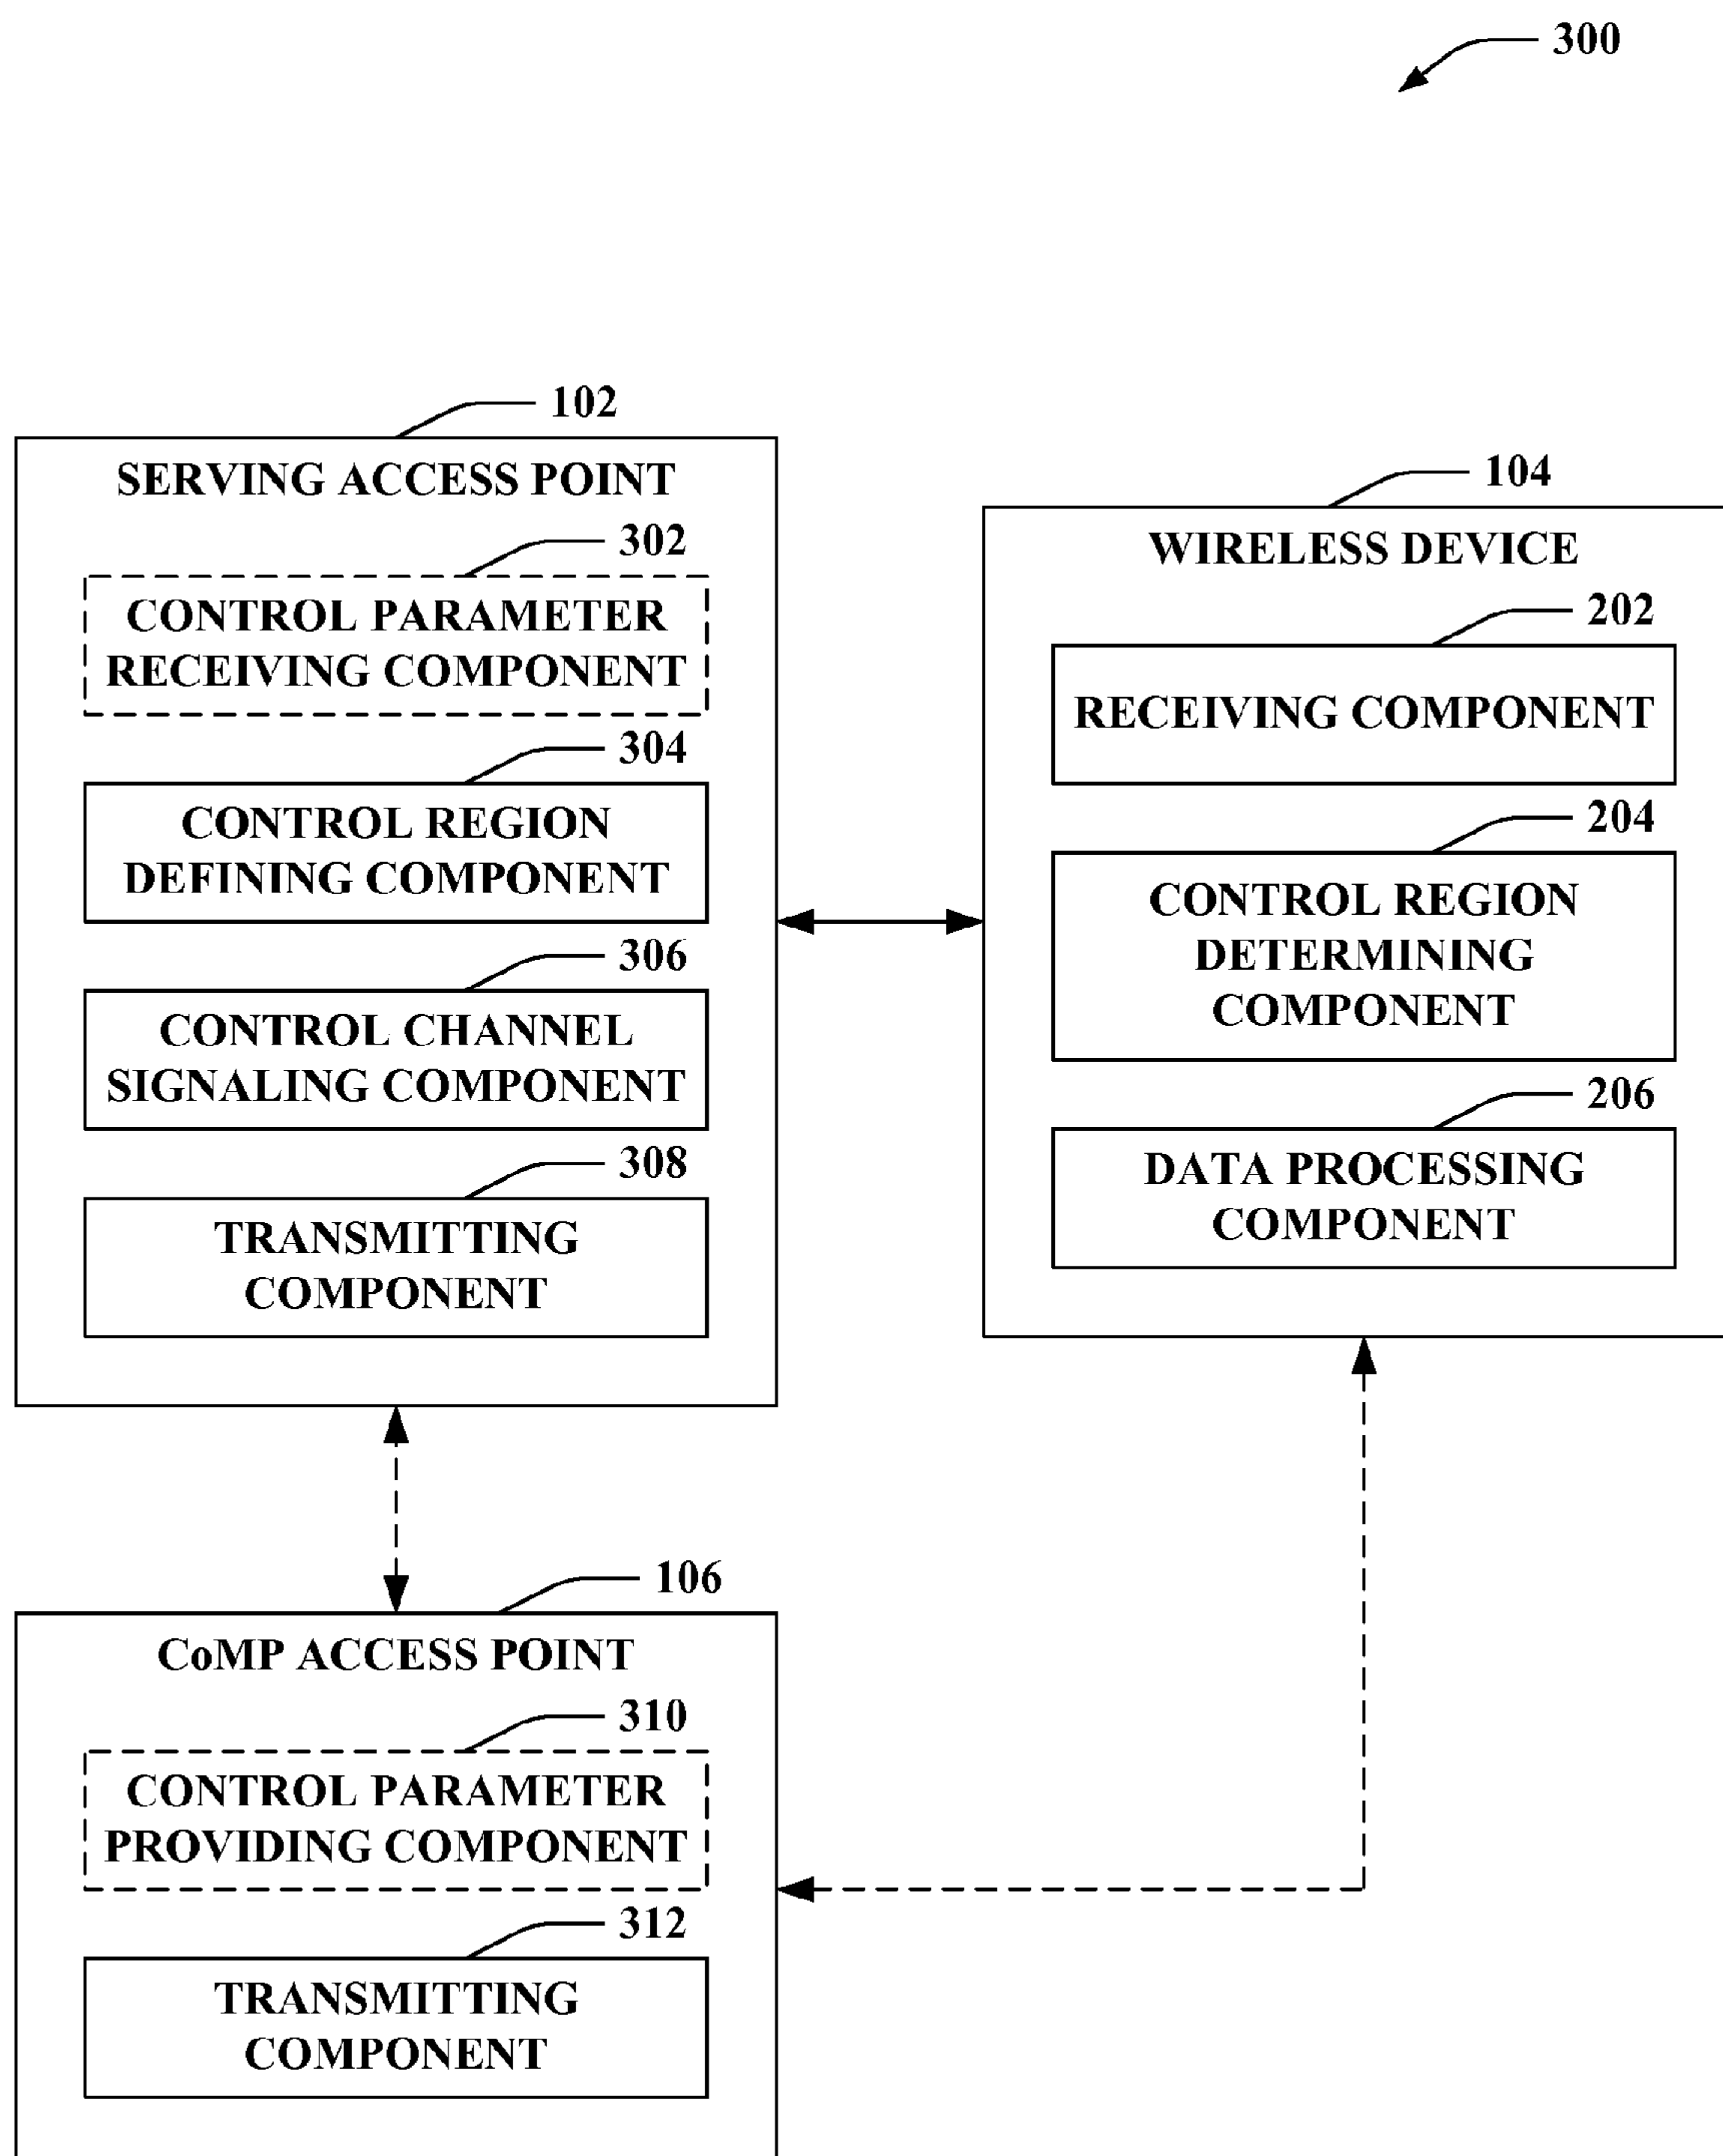 300
102
SERVING ACCESS POINT
302
CONTROL PARAMETER
RECEIVING COMPONENT
304
CONTROL REGION
DEFINING COMPONENT
306
CONTROL CHANNEL
SIGNALING COMPONENT
308
TRANSMITTING
COMPONENT
104
WIRELESS DEVICE
202
RECEIVING COMPONENT
204
CONTROL REGION
DETERMINING
COMPONENT
206
DATA PROCESSING
COMPONENT
106
CoMP ACCESS POINT
310
CONTROL PARAMETER
PROVIDING COMPONENT
312
TRANSMITTING
COMPONENT